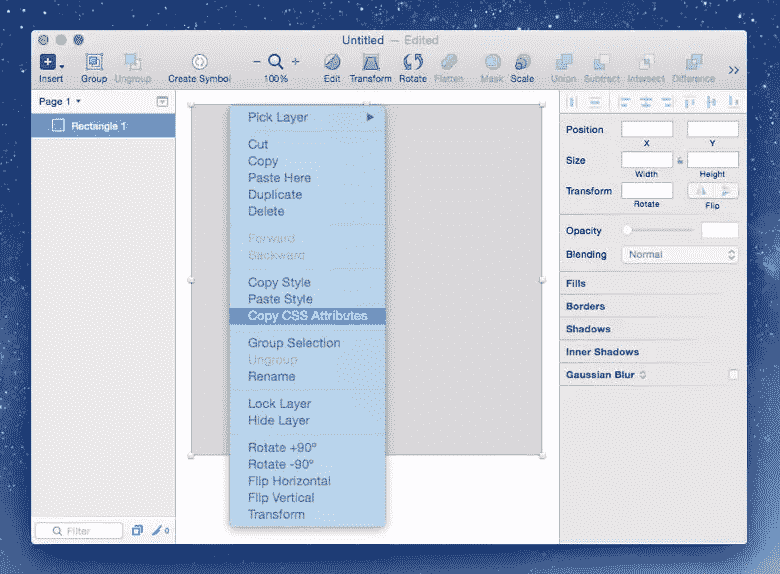 Untitled — Edited
Insert Group Ungroup Create Symbol 100% Edit Transform Rotate Flatten Mask Scale Union Subtract Intersect Difference
Page 1
Rectangle 1
Filter
0
Pick Layer
Cut
Copy
Paste Here
Duplicate
Delete
Forward
Backward
Copy Style
Paste Style
Copy CSS Attributes
Group Selection
Ungroup
Rename
Lock Layer
Hide Layer
Rotate +90º
Rotate -90º
Flip Horizontal
Flip Vertical
Transform
Position
X Y
Size
Width Height
Transform
Rotate Flip
Opacity
Blending Normal
Fills
Borders
Shadows
Inner Shadows
Gaussian Blur